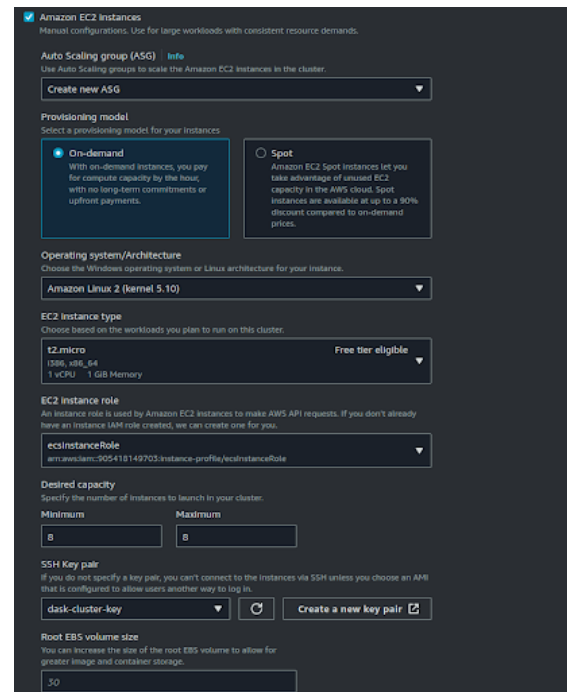 Amazon EC2 instances
Manual configurations. Use for large workloads with consistent resource demands.
Auto Scaling group (ASG) | Info
Use Auto Scaling groups to scale the Amazon EC2 instances in the cluster.
Create new ASG
Provisioning model
Select a provisioning model for your instances
On-demand
With on-demand instances, you pay
for compute capacity by the hour,
with no long-term commitments or
upfront payments.
Spot
Amazon EC2 Spot instances let you
take advantage of unused EC2
capacity in the AWS cloud. Spot
instances are available at up to a 90%
discount compared to on-demand
prices.
Operating system/Architecture
Choose the Windows operating system or Linux architecture for your instance.
Amazon Linux 2 (kernel 5.10)
EC2 instance type
Choose based on the workloads you plan to run on this cluster.
t2.micro Free tier eligible
i386, x86_64
1 vCPU 1 GiB Memory
EC2 instance role
An instance role is used by Amazon EC2 instances to make AWS API requests. If you don't already
have an instance IAM role created, we can create one for you.
ecsInstanceRole
arn:aws:iam::905418149703:instance-profile/ecsInstanceRole
Desired capacity
Specify the number of instances to launch in your cluster.
Minimum Maximum
8 8
SSH Key pair
If you do not specify a key pair, you can't connect to the instances via SSH unless you choose an AMI
that is configured to allow users another way to log in.
dask-cluster-key Create a new key pair
Root EBS volume size
You can increase the size of the root EBS volume to allow for
greater image and container storage.
30